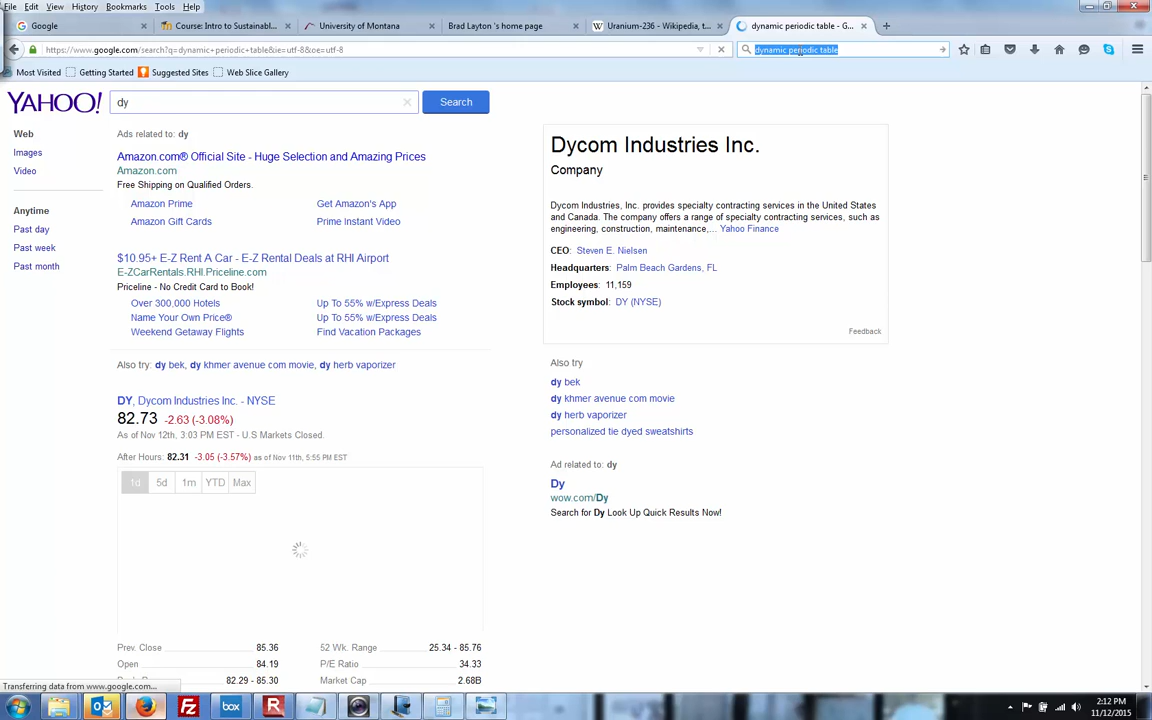 File Edit View History Bookmarks Tools Help
Google
Course: Intro to Sustainabl...
University of Montana
Brad Layton 's home page
Uranium-236 - Wikipedia, t...
dynamic periodic table - G...
https://www.google.com/search?q=dynamic+periodic+table&ie=utf-8&oe=utf-8
dynamic periodic table
Most Visited Getting Started Suggested Sites Web Slice Gallery
YAHOO!
dy
Search
Web
Images
Video
Anytime
Past day
Past week
Past month
Ads related to: dy
Amazon.com® Official Site - Huge Selection and Amazing Prices
Amazon.com
Free Shipping on Qualified Orders.
Amazon Prime Get Amazon's App
Amazon Gift Cards Prime Instant Video
$10.95+ E-Z Rent A Car - E-Z Rental Deals at RHI Airport
E-ZCarRentals.RHI.Priceline.com
Priceline - No Credit Card to Book!
Over 300,000 Hotels Up To 55% w/Express Deals
Name Your Own Price® Up To 55% w/Express Deals
Weekend Getaway Flights Find Vacation Packages
Also try: dy bek, dy khmer avenue com movie, dy herb vaporizer
DY, Dycom Industries Inc. - NYSE
82.73 -2.63 (-3.08%)
As of Nov 12th, 3:03 PM EST - U.S Markets Closed.
After Hours: 82.31 -3.05 (-3.57%) as of Nov 11th, 5:55 PM EST
1d 5d 1m YTD Max
Prev. Close 85.36 52 Wk. Range 25.34 - 85.76
Open 84.19 P/E Ratio 34.33
82.29 - 85.30 Market Cap 2.68B
Dycom Industries Inc.
Company
Dycom Industries, Inc. provides specialty contracting services in the United States
and Canada. The company offers a range of specialty contracting services, such as
engineering, construction, maintenance,... Yahoo Finance
CEO: Steven E. Nielsen
Headquarters: Palm Beach Gardens, FL
Employees: 11,159
Stock symbol: DY (NYSE)
Feedback
Also try
dy bek
dy khmer avenue com movie
dy herb vaporizer
personalized tie dyed sweatshirts
Ad related to: dy
Dy
wow.com/Dy
Search for Dy Look Up Quick Results Now!
Transferring data from www.google.com...
box
2:12 PM
11/12/2015